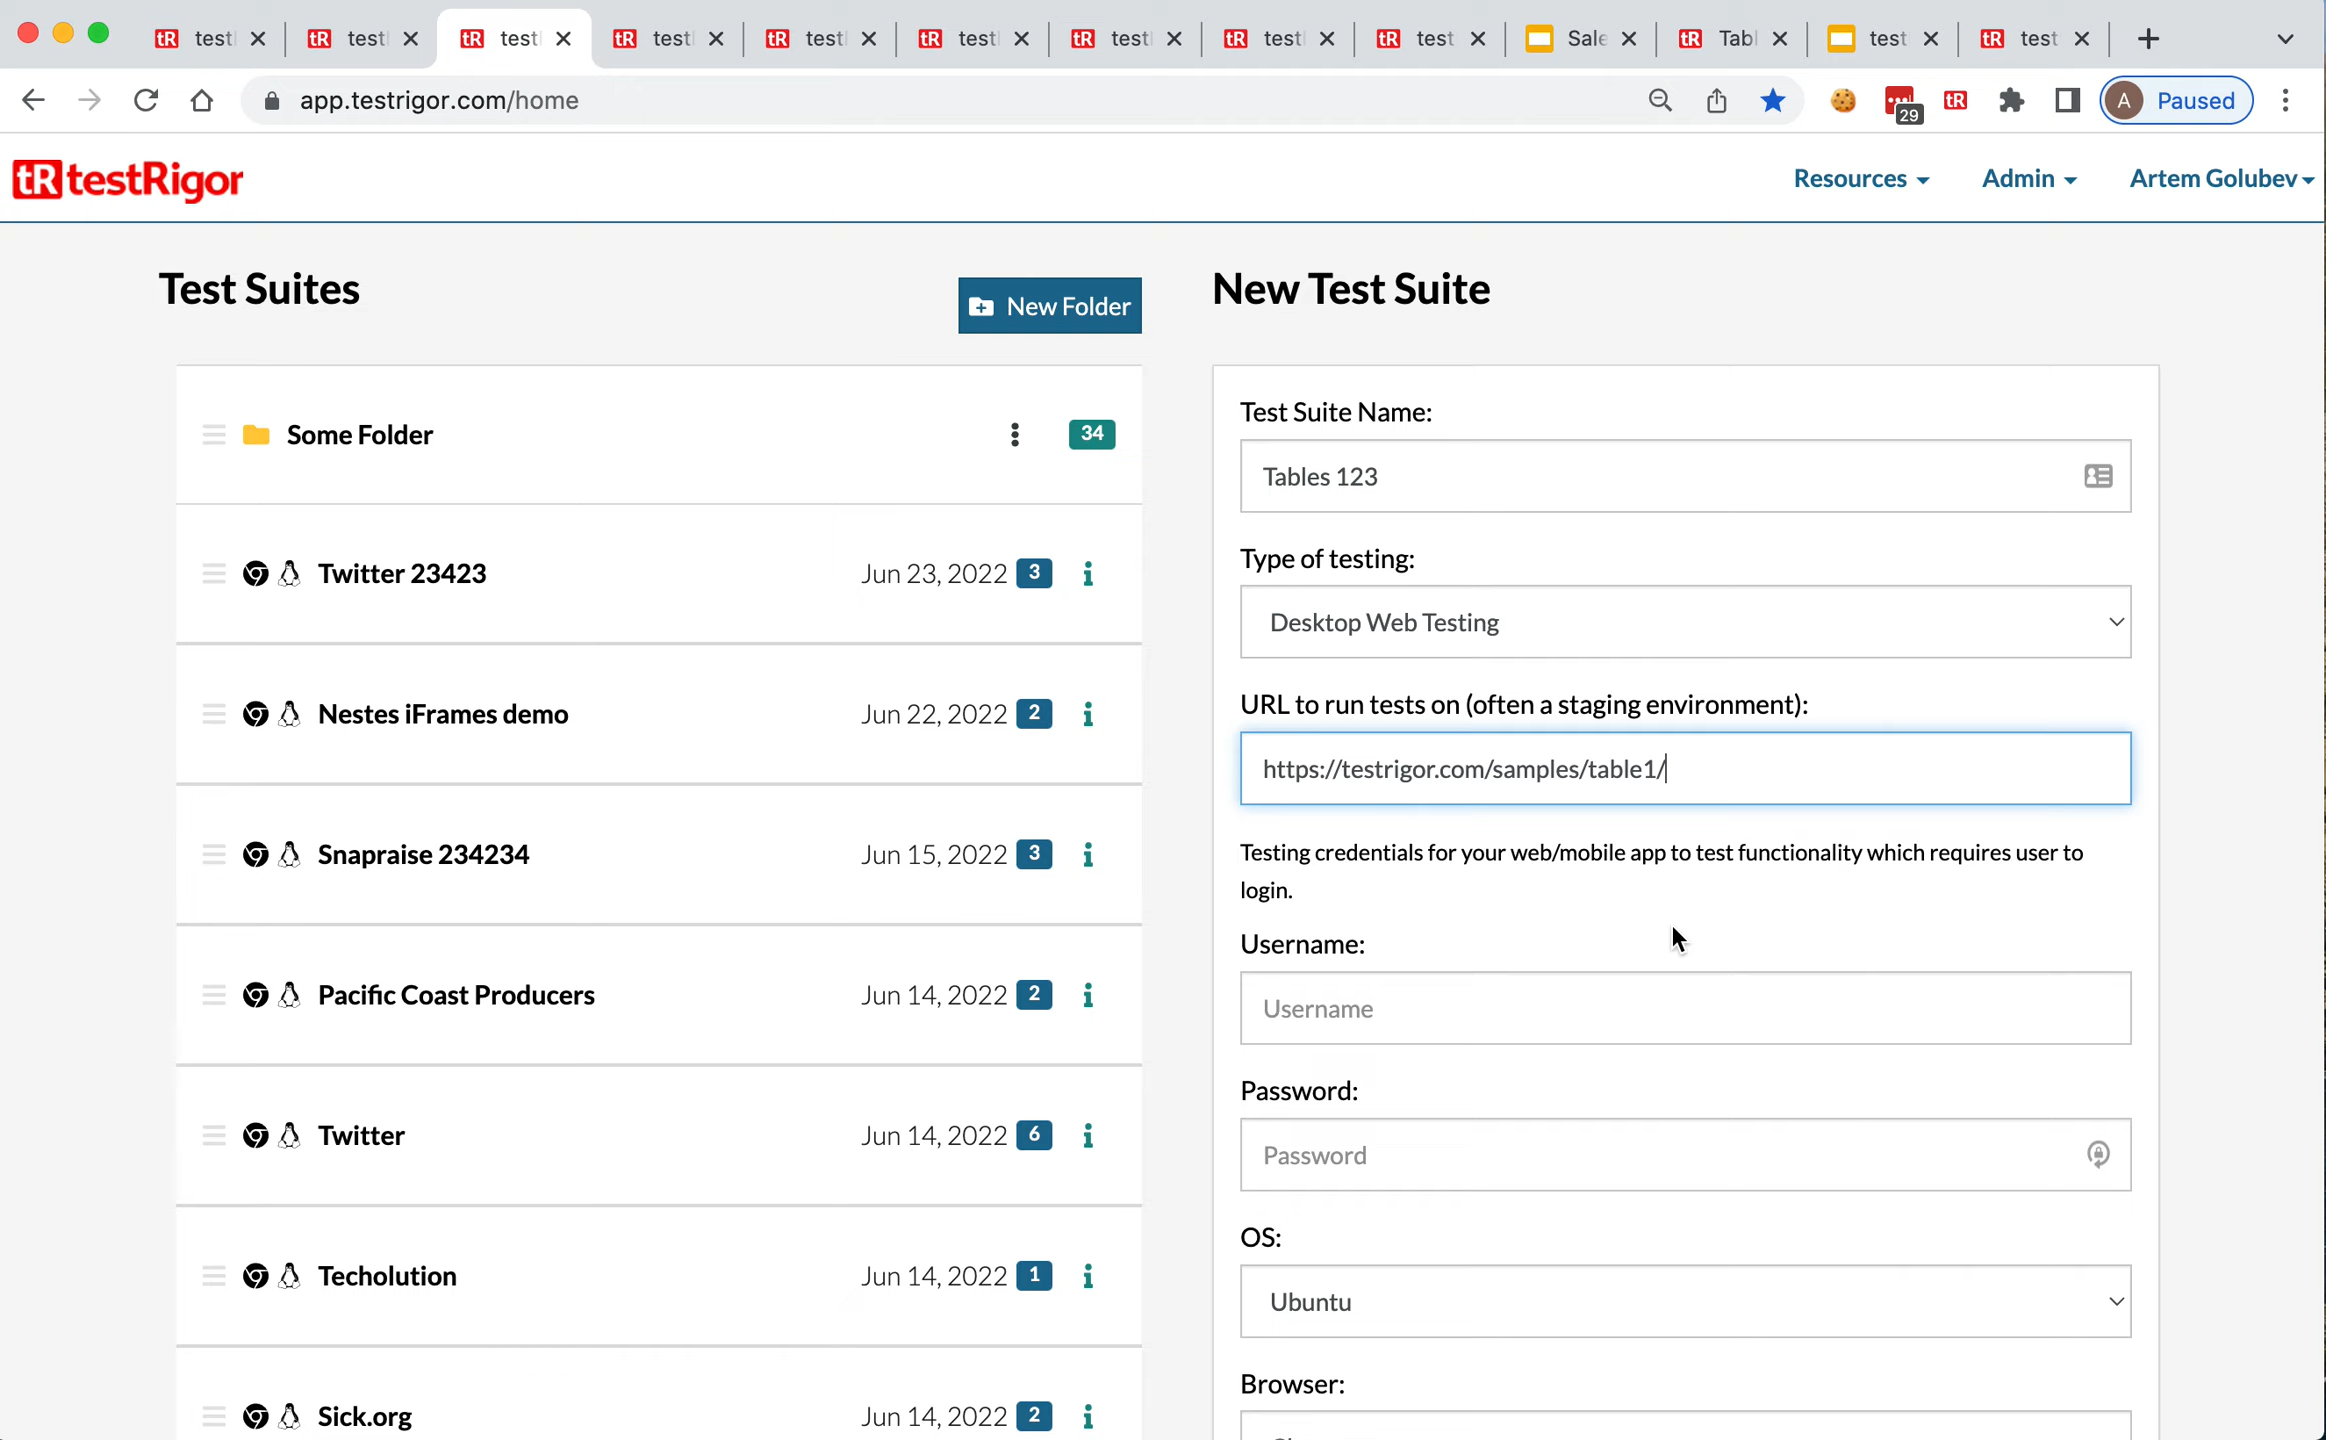 test
test
test
test
test
test
test
test
test
Sale
Tabl
test
test
app.testrigor.com/home
29
A
Paused
tR testRigor
Resources
Admin
Artem Golubev
Test Suites
New Folder
New Test Suite
Some Folder
34
Twitter 23423
Jun 23, 2022
3
Nestes iFrames demo
Jun 22, 2022
2
Snapraise 234234
Jun 15, 2022
3
Pacific Coast Producers
Jun 14, 2022
2
Twitter
Jun 14, 2022
6
Techolution
Jun 14, 2022
1
Sick.org
Jun 14, 2022
2
Test Suite Name:
Tables 123
Type of testing:
Desktop Web Testing
URL to run tests on (often a staging environment):
https://testrigor.com/samples/table1/
Testing credentials for your web/mobile app to test functionality which requires user to
login.
Username:
Username
Password:
Password
OS:
Ubuntu
Browser: